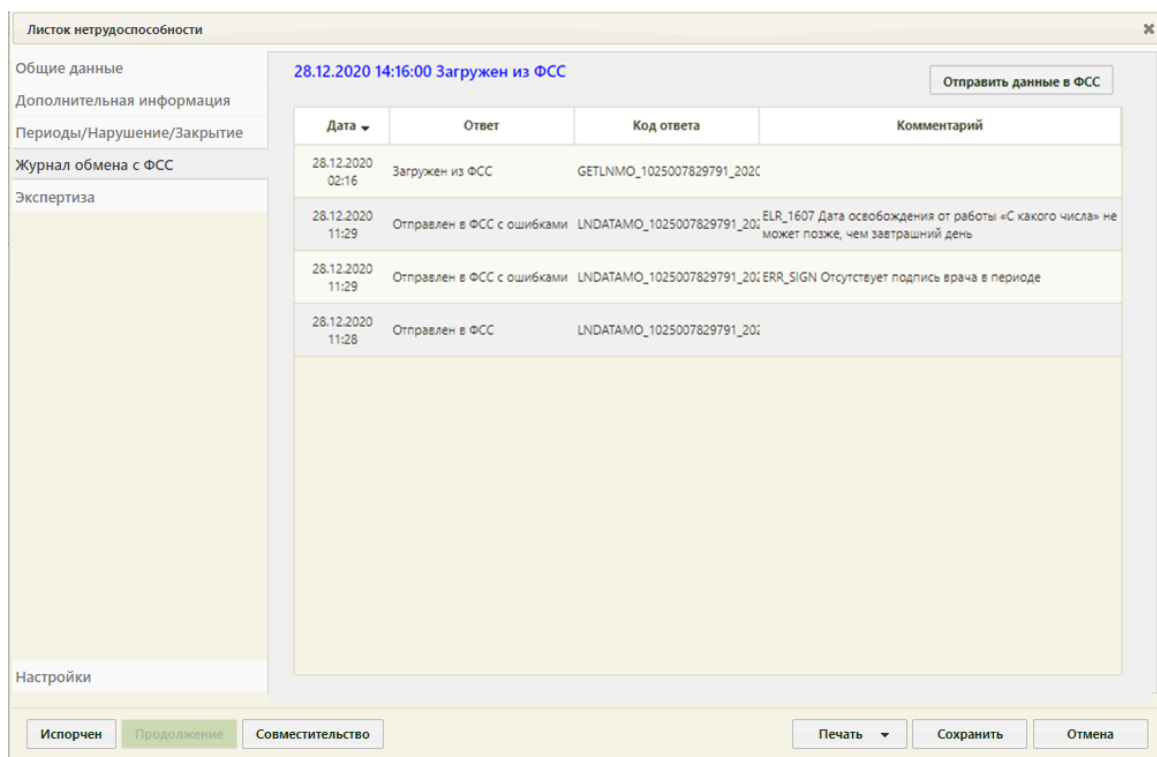 Листок нетрудоспособности
Общие данные
Дополнительная информация
Периоды/Нарушение/Закрытие
Журнал обмена с ФСС
Экспертиза
Настройки
28.12.2020 14:16:00 Загружен из ФСС
Отправить данные в ФСС
Дата Ответ Код ответа Комментарий
28.12.2020
02:16
Загружен из ФСС GETLNMO_1025007829791_2020
28.12.2020
11:29
Отправлен в ФСС с ошибками LNDATAMO_1025007829791_202
ELR_1607 Дата освобождения от работы «С какого числа» не
может позже, чем завтрашний день
28.12.2020
11:29
Отправлен в ФСС с ошибками LNDATAMO_1025007829791_202 ERR_SIGN Отсутствует подпись врача в периоде
28.12.2020
11:28
Отправлен в ФСС LNDATAMO_1025007829791_202
Испорчен Продолжение Совместительство Печать Сохранить Отмена